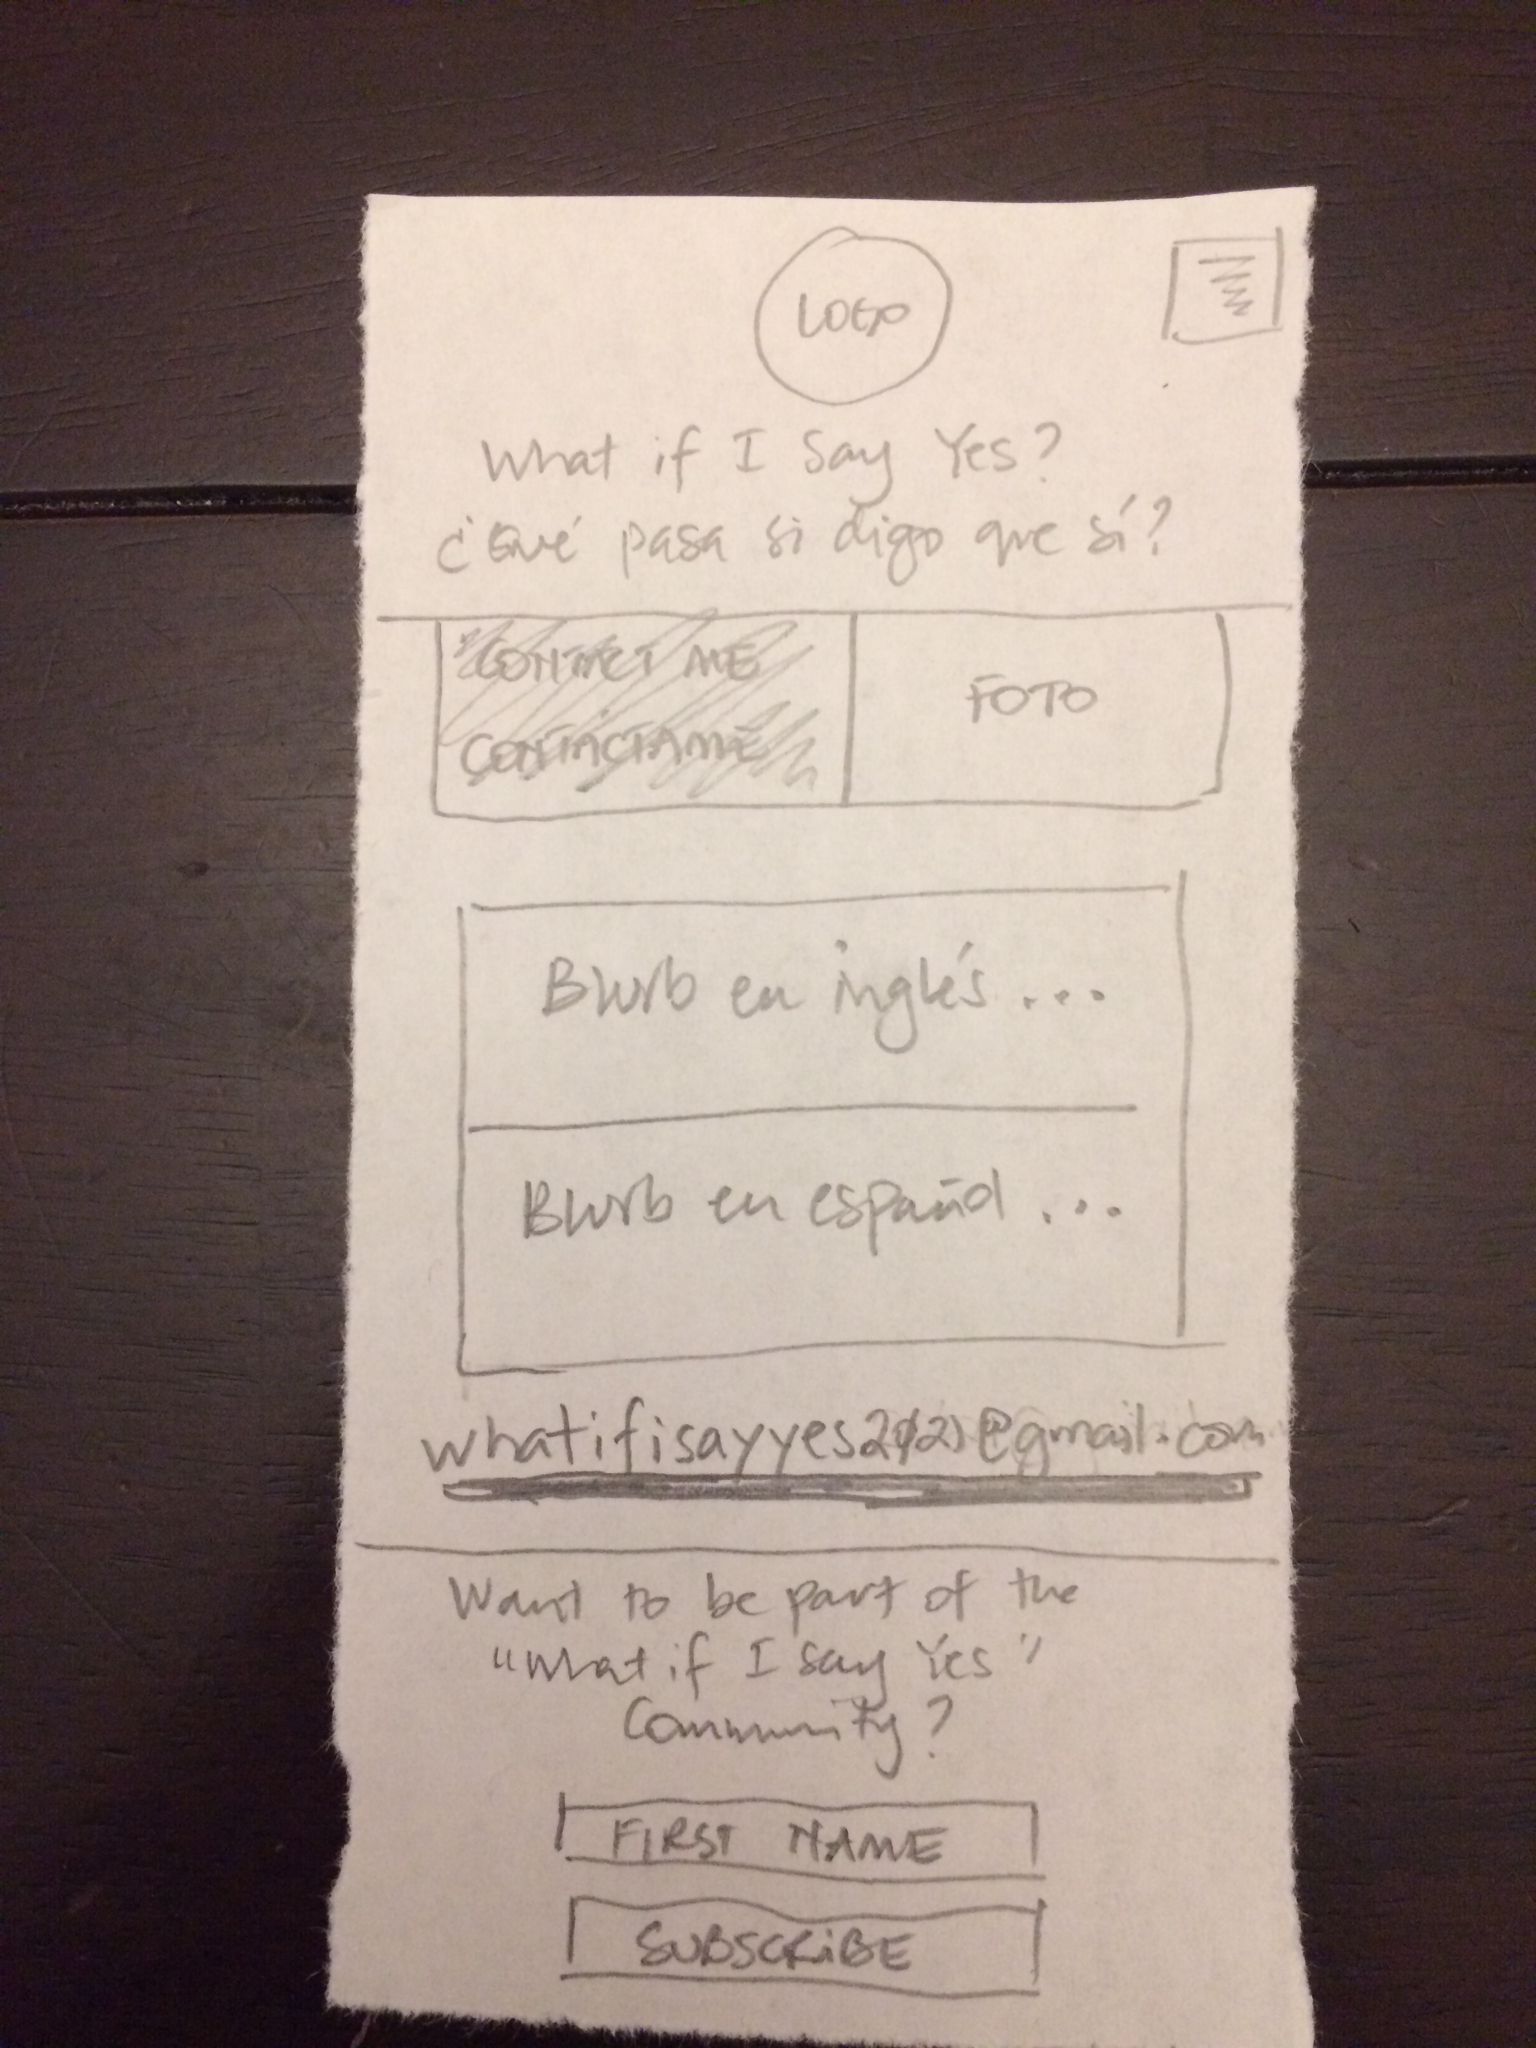 LOGO
What if I Say Yes?
¿Qué pasa si digo que sí?
CONTACT ME
CONTÁCTAME
FOTO
Blurb en inglés ...
Blurb en español ...
whatifisayyes2021@gmail.com
Want to be part of the
"What if I say Yes"
Community?
FIRST NAME
SUBSCRIBE